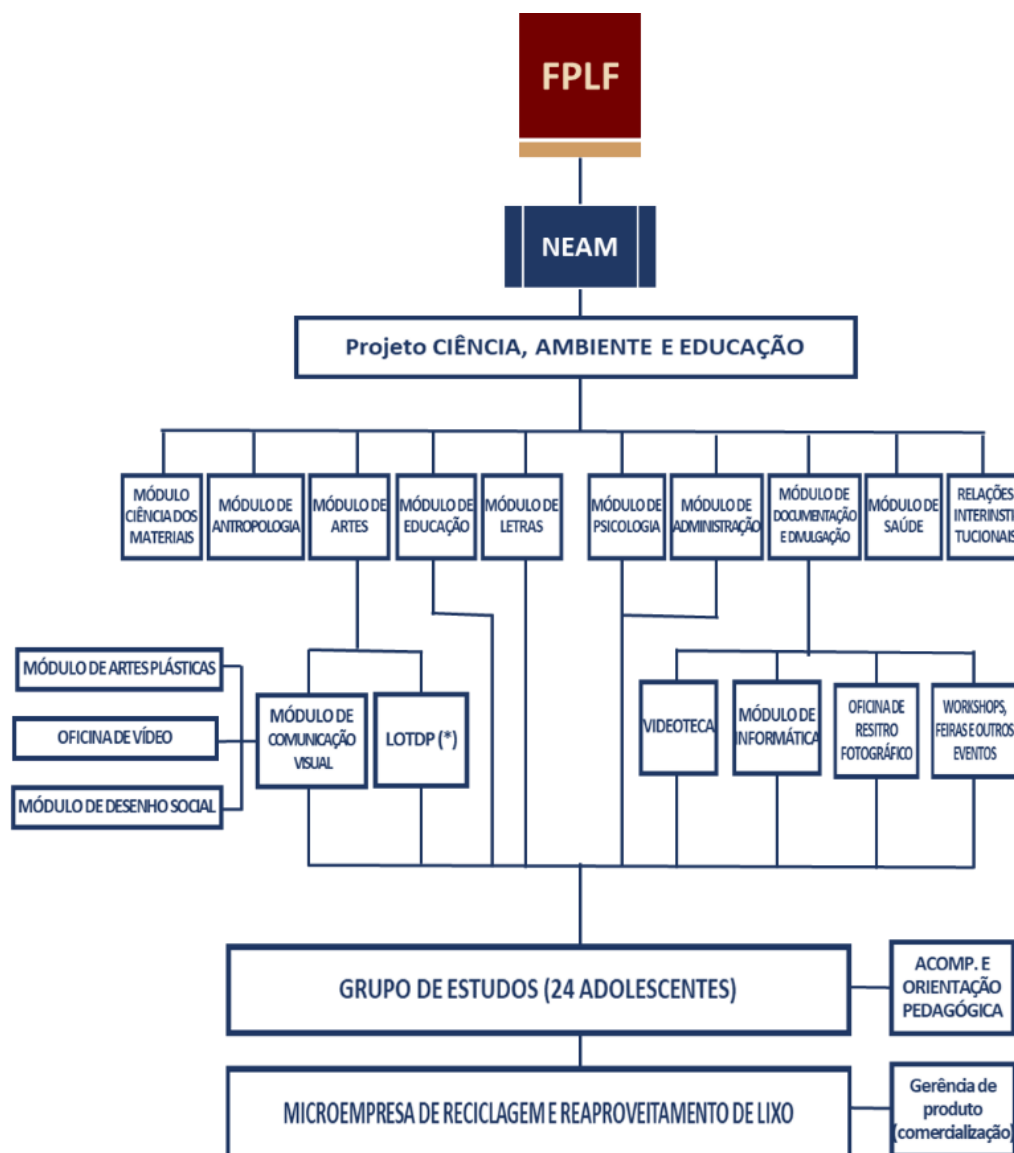 FPLF
NEAM
Projeto CIÊNCIA, AMBIENTE E EDUCAÇÃO
MÓDULO
CIÊNCIA DOS
MATERIAIS
MÓDULO DE
ANTROPOLOGIA
MÓDULO DE
ARTES
MÓDULO DE
EDUCAÇÃO
MÓDULO
DE LETRAS
MÓDULO DE
PSICOLOGIA
MÓDULO DE
ADMINISTRAÇÃO
MÓDULO DE
DOCUMENTAÇÃO
E DIVULGAÇÃO
MÓDULO DE
SAÚDE
RELAÇÕES
INTERINSTI
TUCIONAIS
MÓDULO DE ARTES PLÁSTICAS
OFICINA DE VÍDEO
MÓDULO DE DESENHO SOCIAL
MÓDULO DE
COMUNICAÇÃO
VISUAL
LOTDP (*)
VIDEOTECA
MÓDULO DE
INFORMÁTICA
OFICINA DE
RESITRO
FOTOGRÁFICO
WORKSHOPS,
FEIRAS E OUTROS
EVENTOS
GRUPO DE ESTUDOS (24 ADOLESCENTES)
ACOMP. E
ORIENTAÇÃO
PEDAGÓGICA
MICROEMPRESA DE RECICLAGEM E REAPROVEITAMENTO DE LIXO
Gerência de
produto
(comercialização)